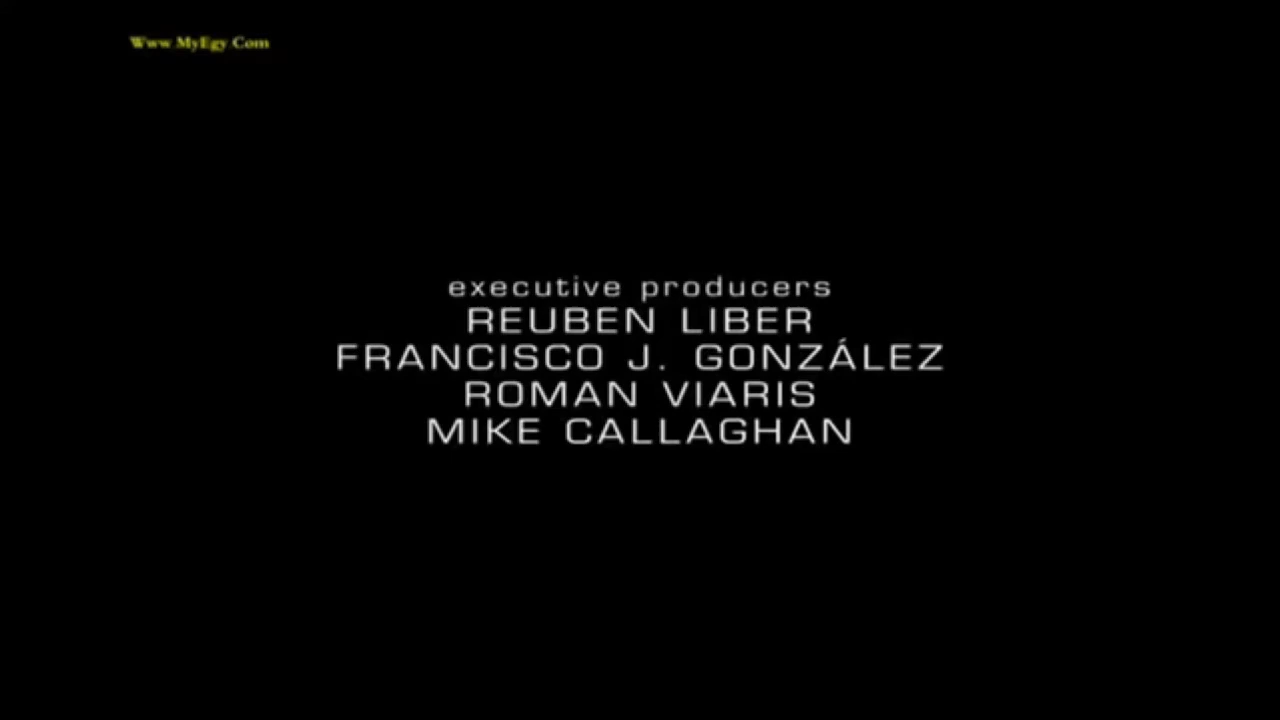 Www.MyEgy.Com
executive producers
REUBEN LIBER
FRANCISCO J. GONZÁLEZ
ROMAN VIARIS
MIKE CALLAGHAN